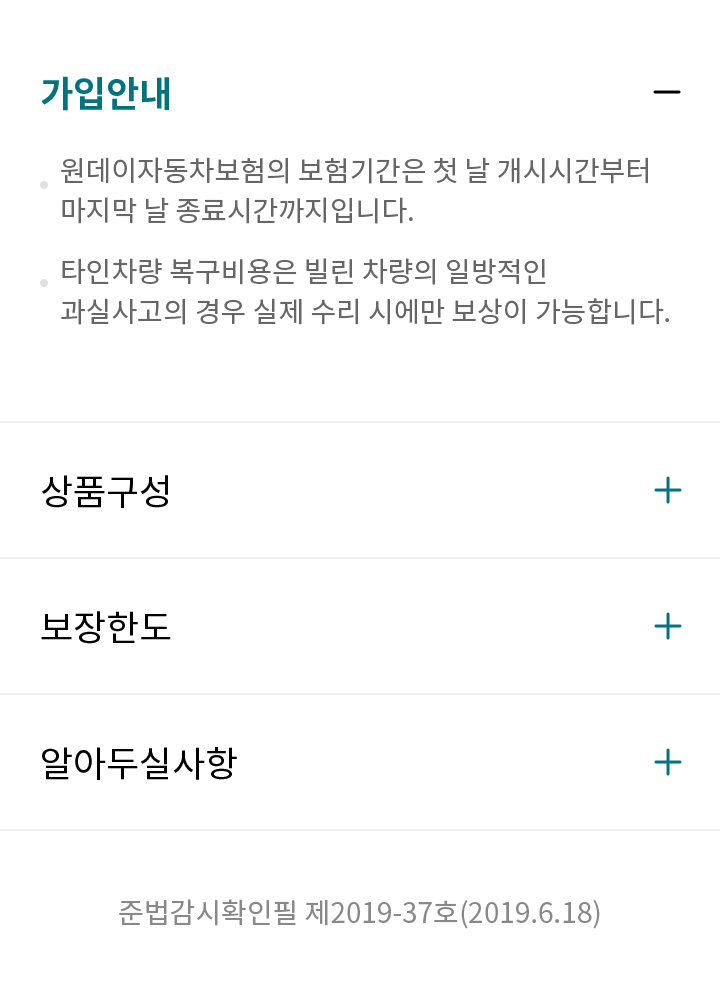 가입안내
원데이자동차보험의 보험기간은 첫 날 개시시간부터
마지막 날 종료시간까지입니다.
타인차량 복구비용은 빌린 차량의 일방적인
과실사고의 경우 실제 수리 시에만 보상이 가능합니다.
상품구성
보장한도
알아두실사항
준법감시확인필 제2019-37호(2019.6.18)